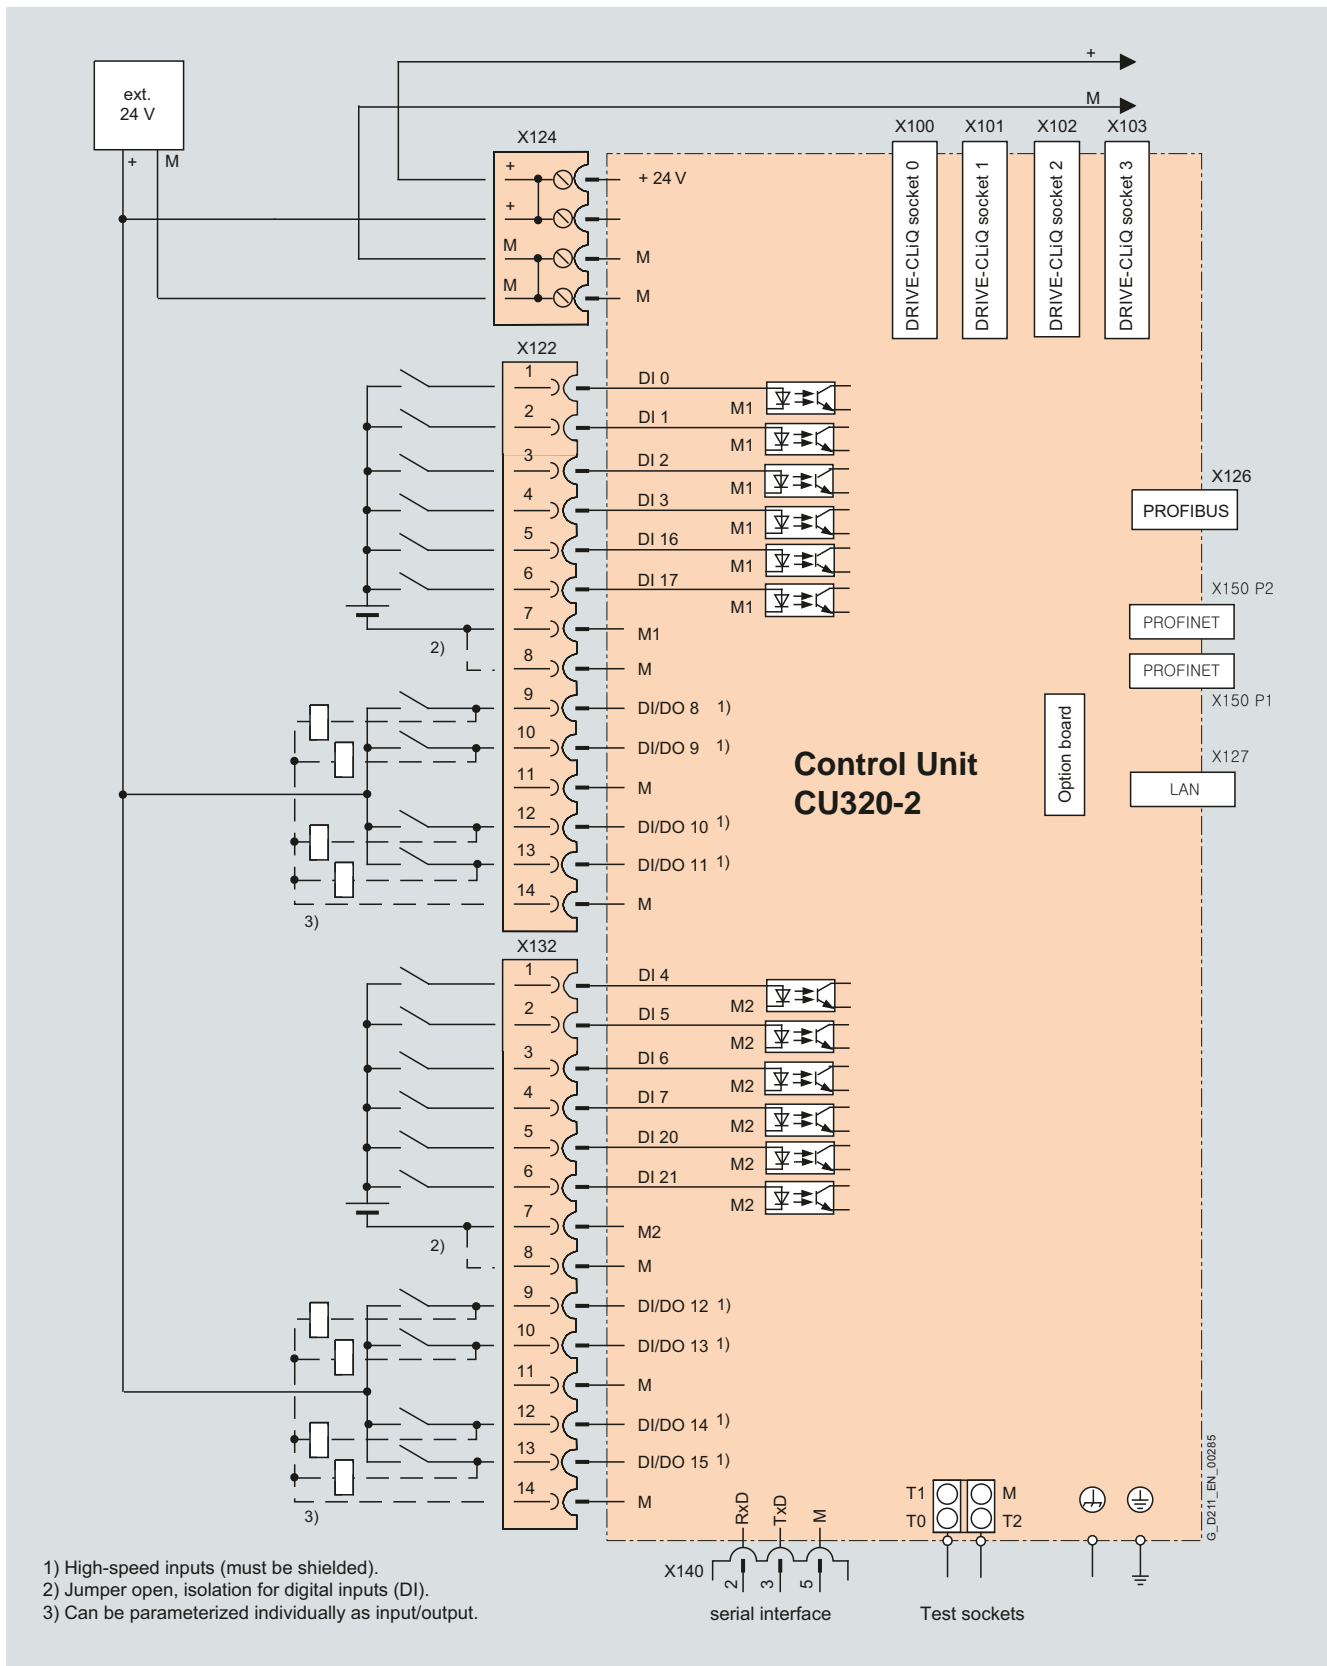 +
M
ext.
24 V
+ M
X124
+
+
M
M
+ 24 V
M
M
X100 X101 X102 X103
DRIVE-CLiQ socket 0
DRIVE-CLiQ socket 1
DRIVE-CLiQ socket 2
DRIVE-CLiQ socket 3
X122
1 DI 0
M1
2 DI 1
M1
3 DI 2
M1
4 DI 3
M1
5 DI 16
M1
6 DI 17
M1
7 M1
2)
8 M
9 DI/DO 8 1)
10 DI/DO 9 1)
11 M
12 DI/DO 10 1)
13 DI/DO 11 1)
14 M
3)
X126
PROFIBUS
X150 P2
PROFINET
PROFINET
X150 P1
Option board
X127
LAN
Control Unit
CU320-2
X132
1 DI 4
M2
2 DI 5
M2
3 DI 6
M2
4 DI 7
M2
5 DI 20
M2
6 DI 21
M2
7 M2
2)
8 M
9 DI/DO 12 1)
10 DI/DO 13 1)
11 M
12 DI/DO 14 1)
13 DI/DO 15 1)
14 M
3)
RxD
TxD
M
X140
2
3
5
serial interface
T1 M
T0 T2
Test sockets
G_D211_EN_00285
1) High-speed inputs (must be shielded).
2) Jumper open, isolation for digital inputs (DI).
3) Can be parameterized individually as input/output.